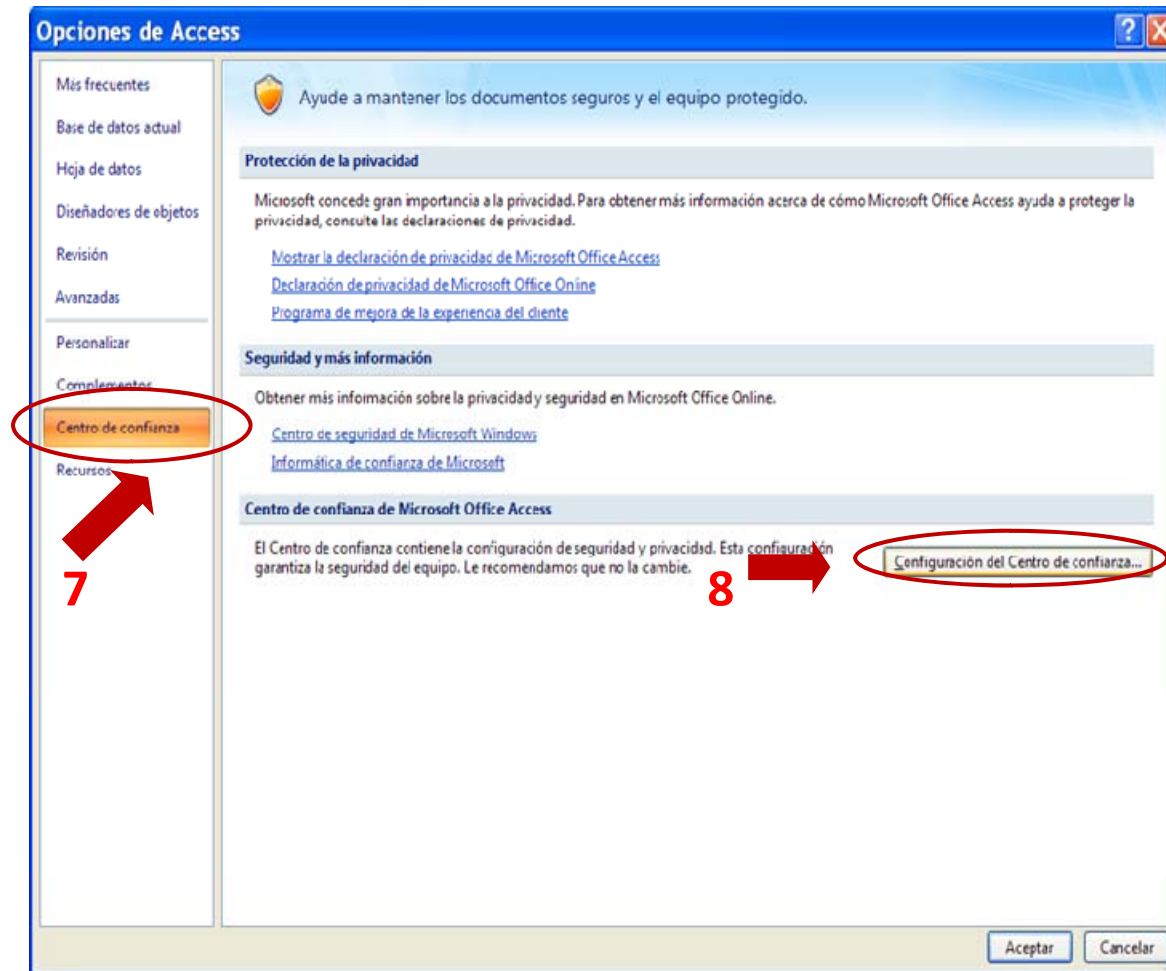 Opciones de Access
Más frecuentes
Base de datos actual
Hoja de datos
Diseñadores de objetos
Revisión
Avanzadas
Personalizar
Complementos
Centro de confianza
Recursos
7
Ayude a mantener los documentos seguros y el equipo protegido.
Protección de la privacidad
Microsoft concede gran importancia a la privacidad. Para obtener más información acerca de cómo Microsoft Office Access ayuda a proteger la
privacidad, consulte las declaraciones de privacidad.
Mostrar la declaración de privacidad de Microsoft Office Access
Declaración de privacidad de Microsoft Office Online
Programa de mejora de la experiencia del cliente
Seguridad y más información
Obtener más información sobre la privacidad y seguridad en Microsoft Office Online.
Centro de seguridad de Microsoft Windows
Informática de confianza de Microsoft
Centro de confianza de Microsoft Office Access
El Centro de confianza contiene la configuración de seguridad y privacidad. Esta configuración
garantiza la seguridad del equipo. Le recomendamos que no la cambie.
8
Configuración del Centro de confianza...
Aceptar
Cancelar